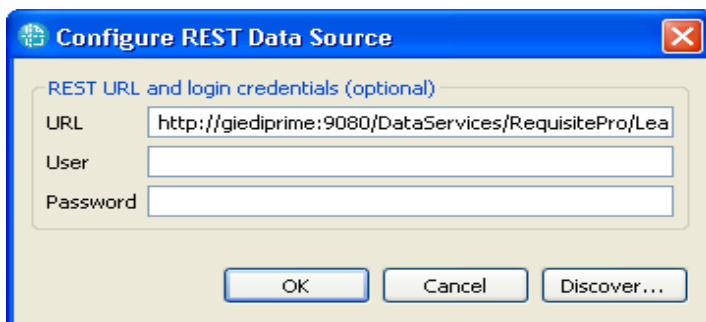 Configure REST Data Source
REST URL and login credentials (optional)
URL http://giediprime:9080/DataServices/RequisitePro/Lea
User
Password
OK Cancel Discover...